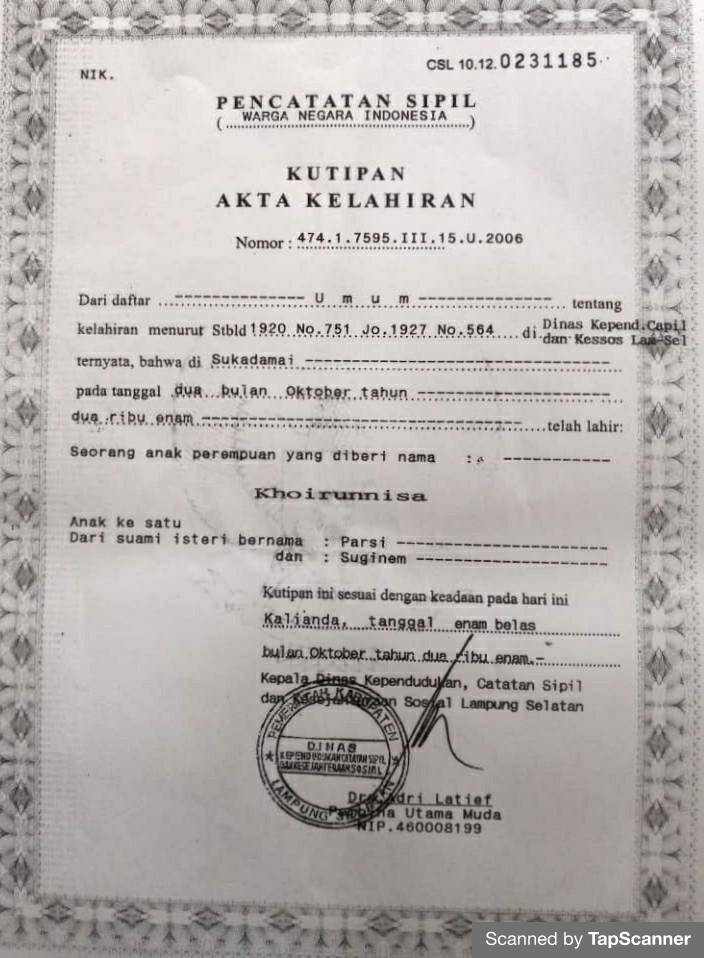 NIK.
CSL 10.12.0231185
PENCATATAN SIPIL
(WARGA NEGARA INDONESIA)
KUTIPAN
AKTA KELAHIRAN
Nomor : 474.1.7595.III.15.U.2006
Dari daftar -------------- U m u m --------------- tentang
kelahiran menurut Stbld 1920 No.751 Jo.1927 No.564 di Dinas Kepend.Capil
dan Kessos Lam-Sel
ternyata, bahwa di Sukadamai ---------------------------------
pada tanggal dua bulan Oktober tahun ---------------------
dua ribu enam ----------------------------------- telah lahir:
Seorang anak perempuan yang diberi nama : -----------
Khoirunnisa
Anak ke satu
Dari suami isteri bernama : Parsi ----------------------
dan : Suginem --------------------
Kutipan ini sesuai dengan keadaan pada hari ini
Kalianda, tanggal enam belas
bulan Oktober tahun dua ribu enam.-
Kepala Dinas Kependudukan, Catatan Sipil
dan Kesejahteraan Sosial Lampung Selatan
PEMERINTAH KABUPATEN
DINAS
KEPENDUDUKAN CATATAN SIPIL
DAN KESEJAHTERAAN SOSIAL
LAMPUNG SELATAN
Drs. Adri Latief
Pembina Utama Muda
NIP.460008199
Scanned by TapScanner